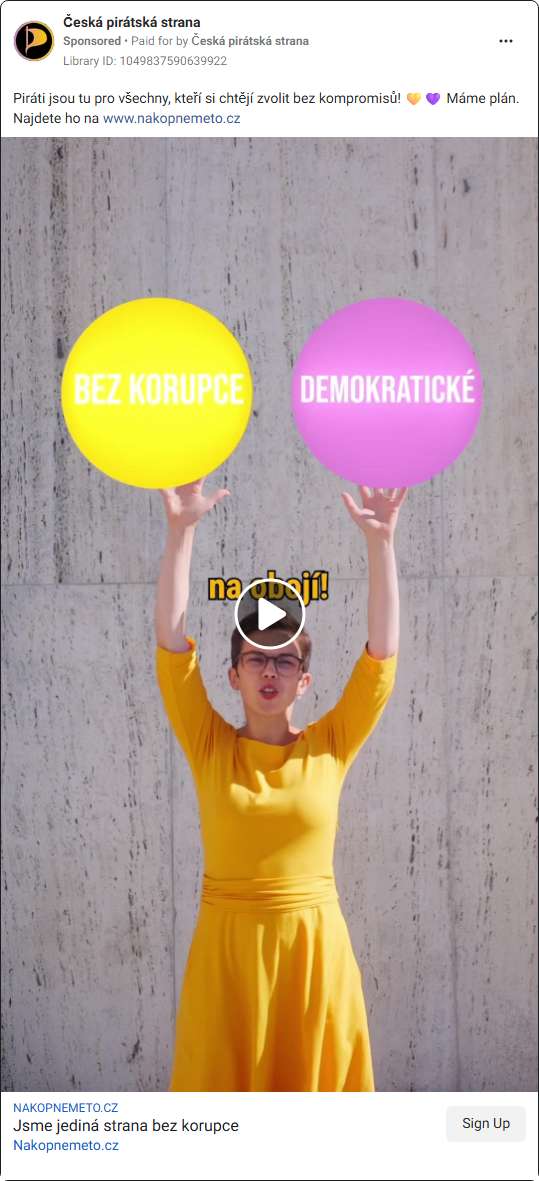 Česká pirátská strana
Sponsored • Paid for by Česká pirátská strana
Library ID: 1049837590639922
Piráti jsou tu pro všechny, kteří si chtějí zvolit bez kompromisů! 🧡 💜 Máme plán.
Najdete ho na www.nakopnemeto.cz
BEZ KORUPCE
DEMOKRATICKÉ
na obojí!
NAKOPNEMETO.CZ
Jsme jediná strana bez korupce
Nakopnemeto.cz
Sign Up